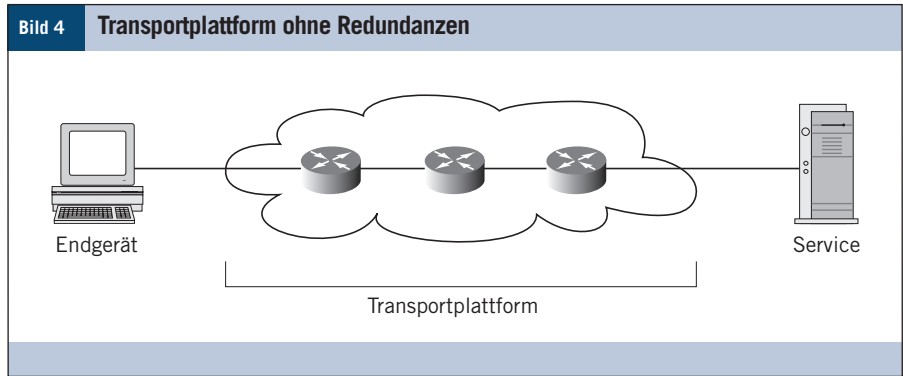 Bild 4 Transportplattform ohne Redundanzen
Endgerät
Service
Transportplattform